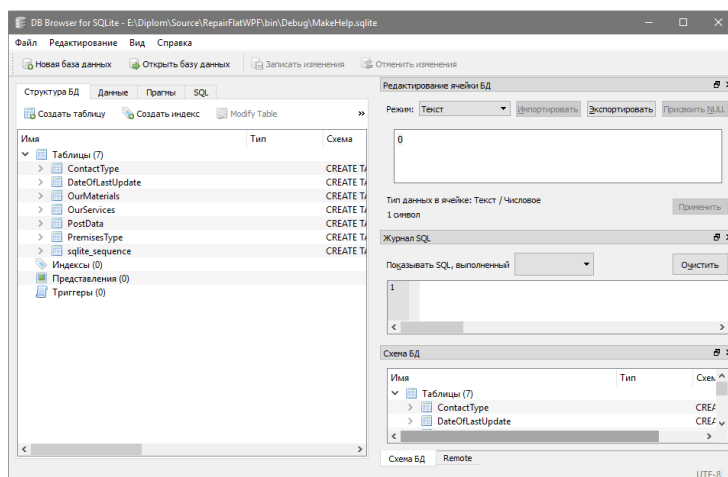 DB Browser for SQLite - E:\Diplom\Source\RepairFlatWPF\bin\Debug\MakeHelp.sqlite
Файл Редактирование Вид Справка
Новая база данных Открыть базу данных Записать изменения Отменить изменения
Структура БД Данные Прагмы SQL
Создать таблицу Создать индекс Modify Table »
Имя Тип Схема
Таблицы (7)
ContactType CREATE TA
DateOfLastUpdate CREATE TA
OurMaterials CREATE TA
OurServices CREATE TA
PostData CREATE TA
PremisesType CREATE TA
sqlite_sequence CREATE TA
Индексы (0)
Представления (0)
Триггеры (0)
Редактирование ячейки БД
Режим: Текст Импортировать Экспортировать Присвоить NULL
0
Тип данных в ячейке: Текст / Числовое
1 символ
Применить
Журнал SQL
Показывать SQL, выполненный Очистить
1
Схема БД
Имя Тип Схем
Таблицы (7)
ContactType CREA
DateOfLastUpdate CREA
Схема БД Remote
UTF-8